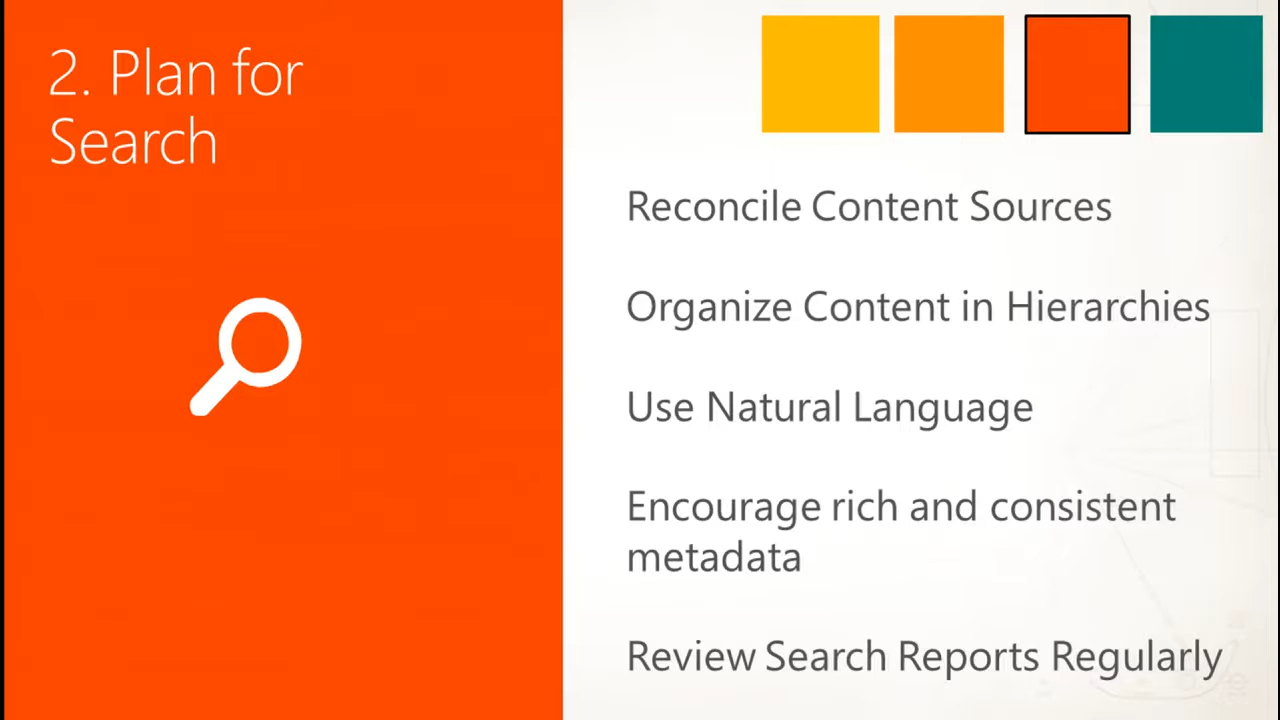 2. Plan for
Search
Reconcile Content Sources
Organize Content in Hierarchies
Use Natural Language
Encourage rich and consistent
metadata
Review Search Reports Regularly